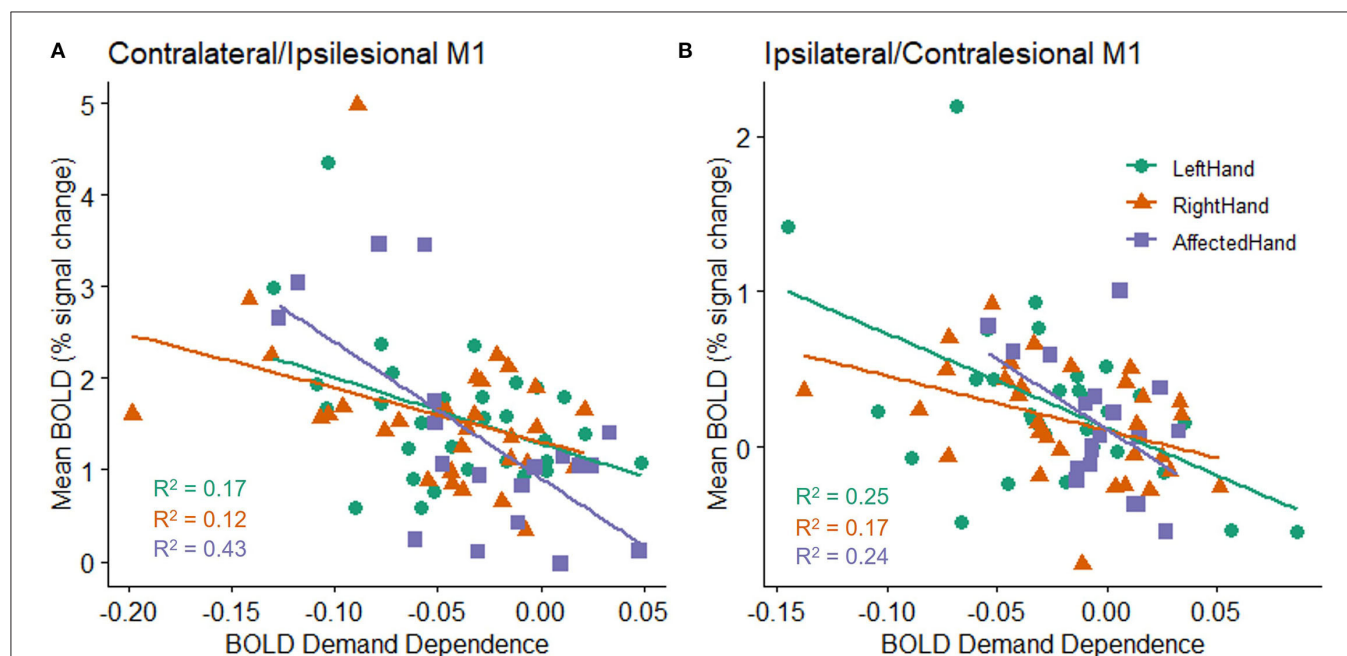 A Contralateral/Ipsilesional M1
Mean BOLD (% signal change)
5
4
3
2
1
0
R² = 0.17
R² = 0.12
R² = 0.43
-0.20 -0.15 -0.10 -0.05 0.00 0.05
BOLD Demand Dependence
B Ipsilateral/Contralesional M1
Mean BOLD (% signal change)
2
1
0
LeftHand
RightHand
AffectedHand
R² = 0.25
R² = 0.17
R² = 0.24
-0.15 -0.10 -0.05 0.00 0.05
BOLD Demand Dependence